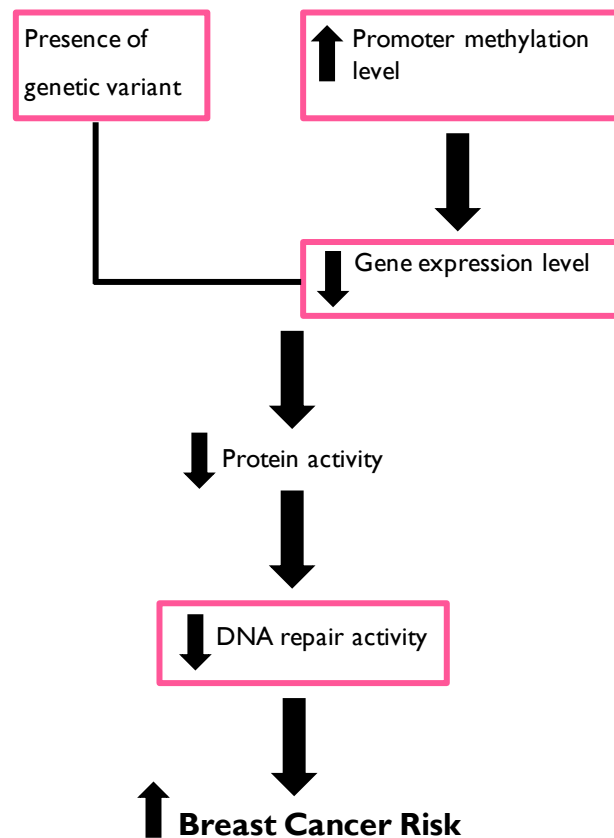 Presence of
genetic variant
Promoter methylation
level
Gene expression level
Protein activity
DNA repair activity
Breast Cancer Risk